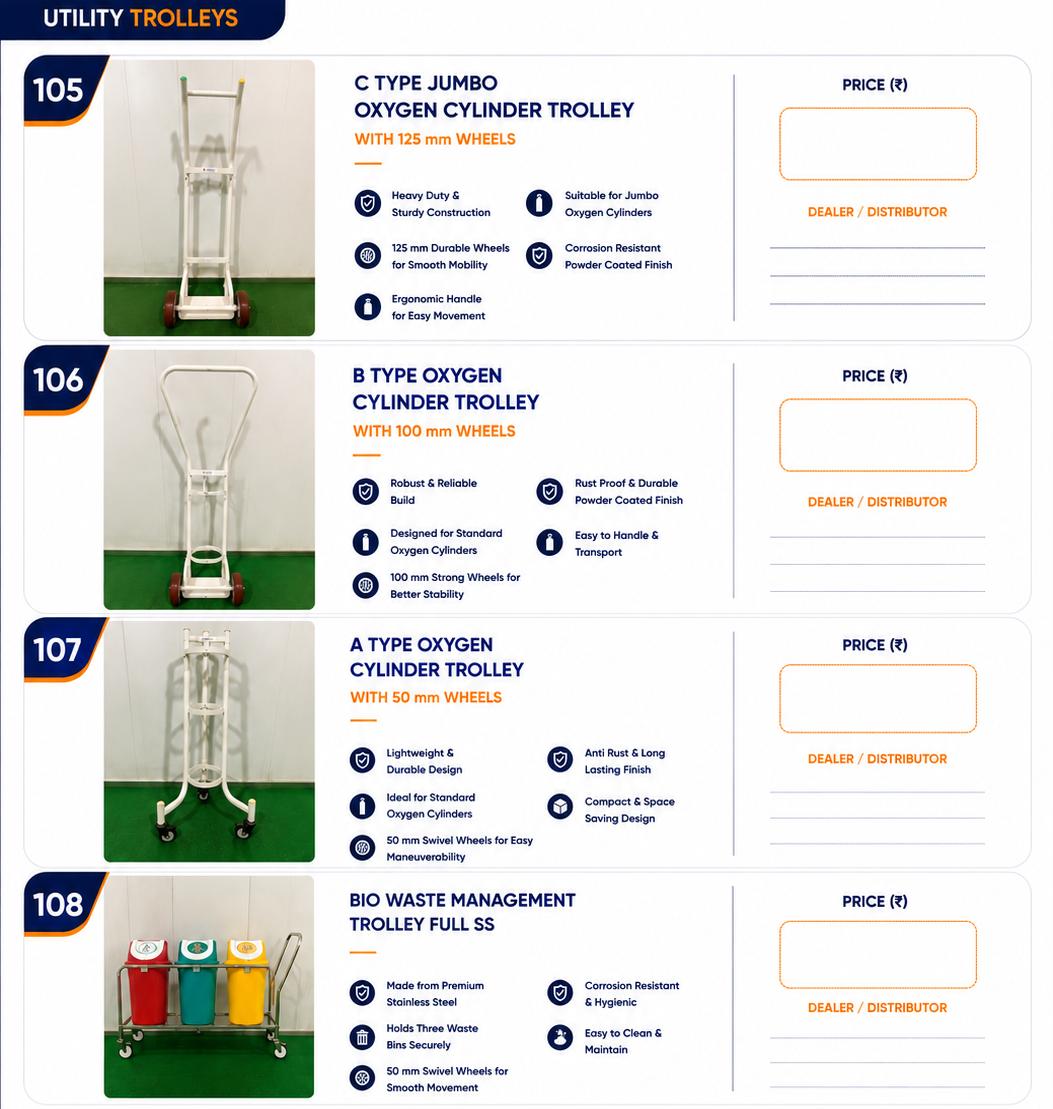 UTILITY TROLLEYS
105
C TYPE JUMBO
OXYGEN CYLINDER TROLLEY
WITH 125 mm WHEELS
Heavy Duty &
Sturdy Construction
Suitable for Jumbo
Oxygen Cylinders
125 mm Durable Wheels
for Smooth Mobility
Corrosion Resistant
Powder Coated Finish
Ergonomic Handle
for Easy Movement
PRICE (₹)
DEALER / DISTRIBUTOR
106
B TYPE OXYGEN
CYLINDER TROLLEY
WITH 100 mm WHEELS
Robust & Reliable
Build
Rust Proof & Durable
Powder Coated Finish
Designed for Standard
Oxygen Cylinders
Easy to Handle &
Transport
100 mm Strong Wheels for
Better Stability
PRICE (₹)
DEALER / DISTRIBUTOR
107
A TYPE OXYGEN
CYLINDER TROLLEY
WITH 50 mm WHEELS
Lightweight &
Durable Design
Anti Rust & Long
Lasting Finish
Ideal for Standard
Oxygen Cylinders
Compact & Space
Saving Design
50 mm Swivel Wheels for Easy
Maneuverability
PRICE (₹)
DEALER / DISTRIBUTOR
108
BIO WASTE MANAGEMENT
TROLLEY FULL SS
Made from Premium
Stainless Steel
Corrosion Resistant
& Hygienic
Holds Three Waste
Bins Securely
Easy to Clean &
Maintain
50 mm Swivel Wheels for
Smooth Movement
PRICE (₹)
DEALER / DISTRIBUTOR